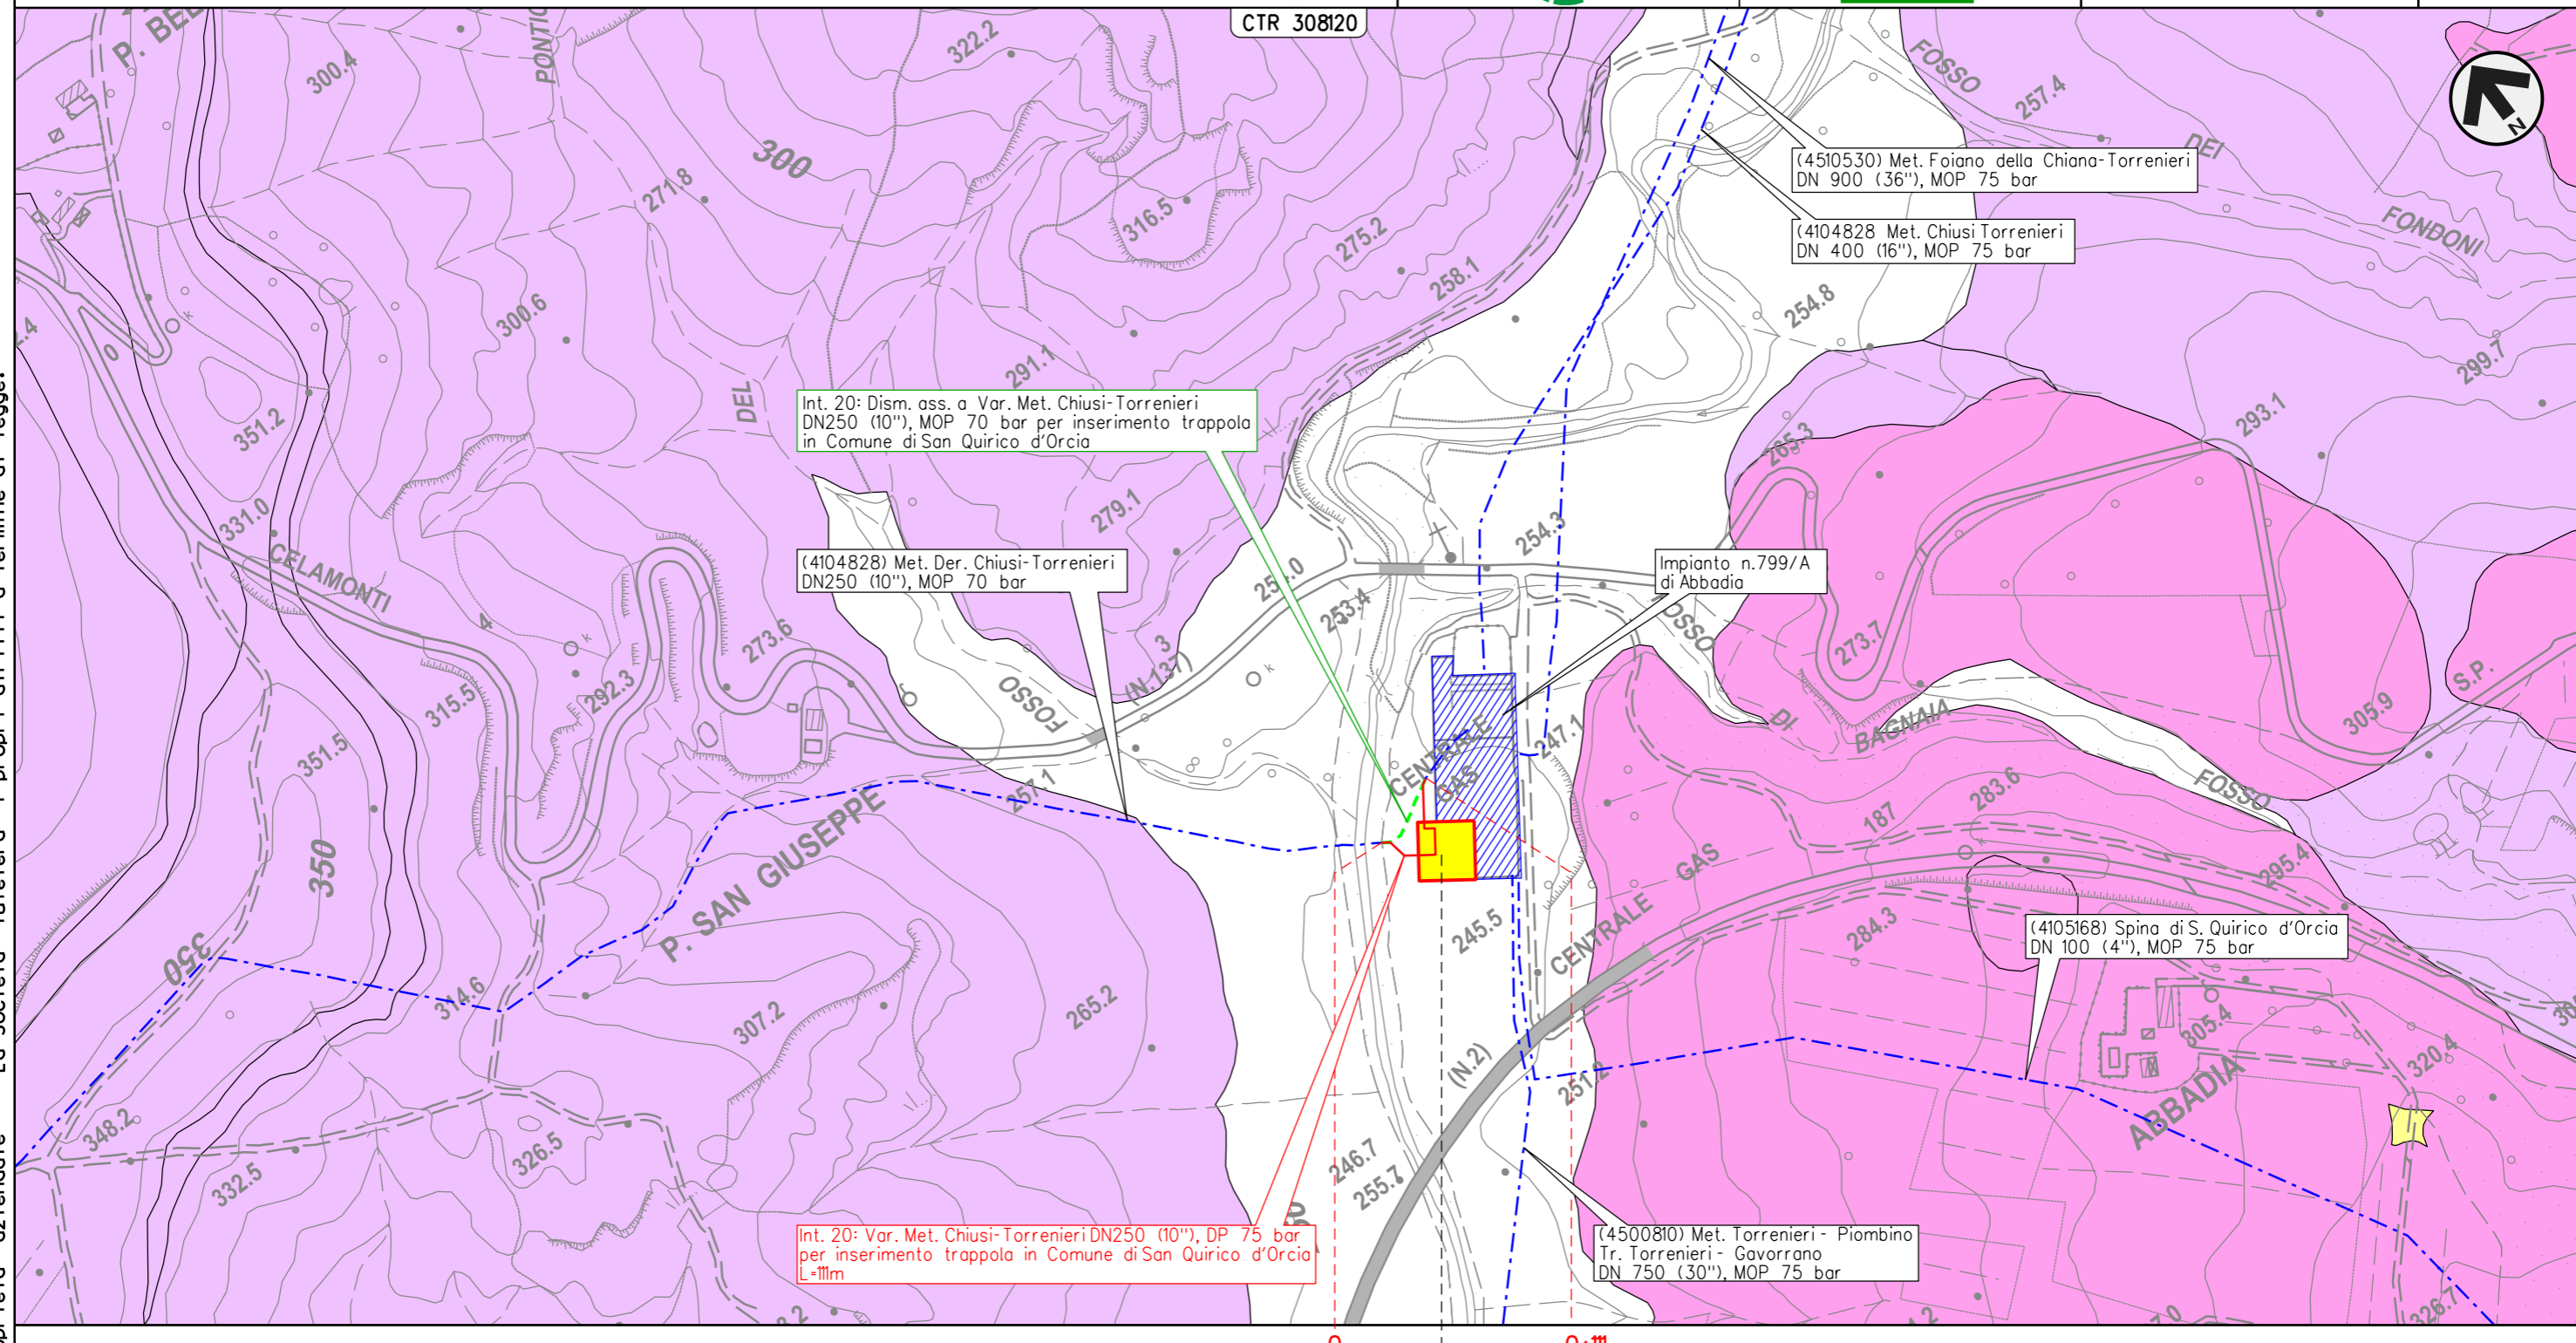 CTR 308120
N
P. BEL
PONTIC
300.4
322.2
300
271.8
316.5
275.2
258.1
300.6
291.1
DEL
FOSSO
DEI
FONDONI
257.4
254.8
299.7
293.1
265.3
(4510530) Met. Foiano della Chiana-Torrenieri
DN 900 (36"), MOP 75 bar
(4104828 Met. Chiusi Torrenieri
DN 400 (16"), MOP 75 bar
Int. 20: Dism. ass. a Var. Met. Chiusi-Torrenieri
DN250 (10"), MOP 70 bar per inserimento trappola
in Comune di San Quirico d'Orcia
0
k
351.2
331.0
CELAMONTI
4
k
279.1
254.3
253.4
(4104828) Met. Der. Chiusi-Torrenieri
DN250 (10"), MOP 70 bar
Impianto n.799/A
di Abbadia
273.6
292.3
315.5
351.5
3
(N.137)
k
FOSSO
257.1
CENTRALE
GAS
247.1
DI
BAGNAIA
FOSSO
273.7
305.9
S.P.
283.6
187
k
295.4
P. SAN GIUSEPPE
350
350
314.6
307.2
265.2
245.5
CENTRALE GAS
284.3
(4105168) Spina di S. Quirico d'Orcia
DN 100 (4"), MOP 75 bar
305.4
320.4
ABBADIA
(N.2)
251.2
348.2
332.5
326.5
246.7
255.7
Int. 20: Var. Met. Chiusi-Torrenieri DN250 (10"), DP 75 bar
per inserimento trappola in Comune di San Quirico d'Orcia
L=111m
(4500810) Met. Torrenieri - Piombino
Tr. Torrenieri - Gavorrano
DN 750 (30"), MOP 75 bar
326.7